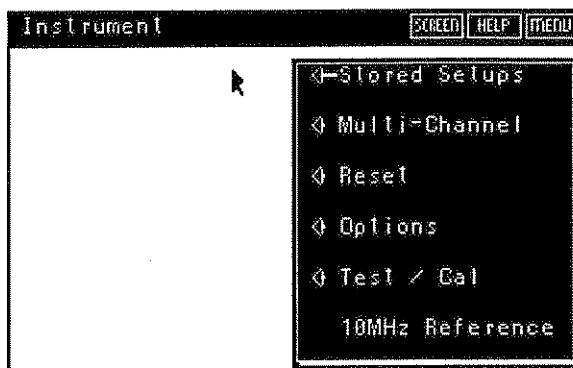 Instrument SCREEN HELP MENU
Stored Setups
Multi-Channel
Reset
Options
Test / Cal
10MHz Reference